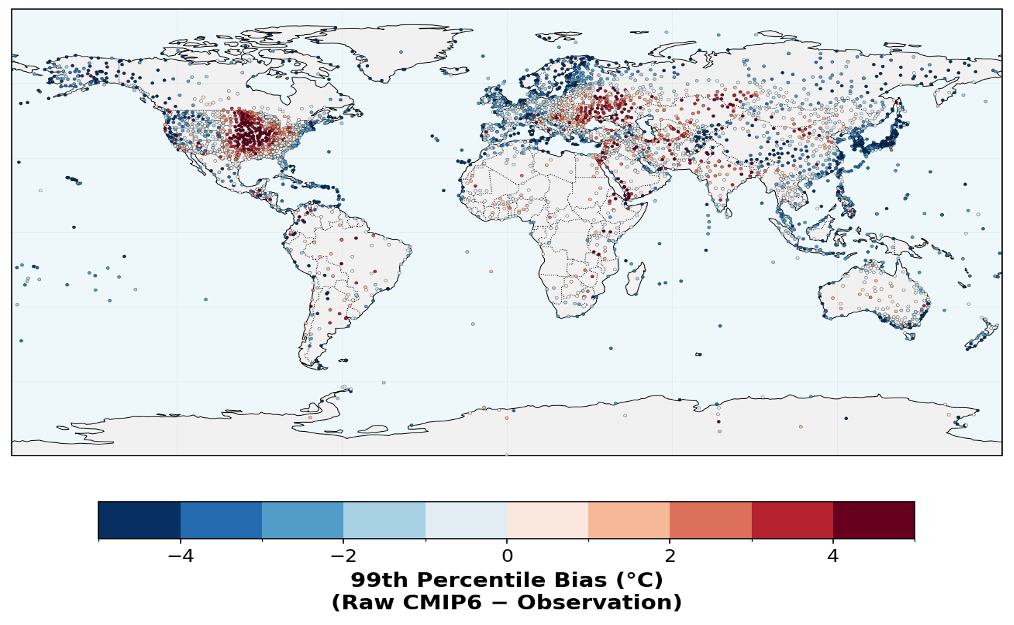 −4 −2 0 2 4
99th Percentile Bias (°C)
(Raw CMIP6 − Observation)